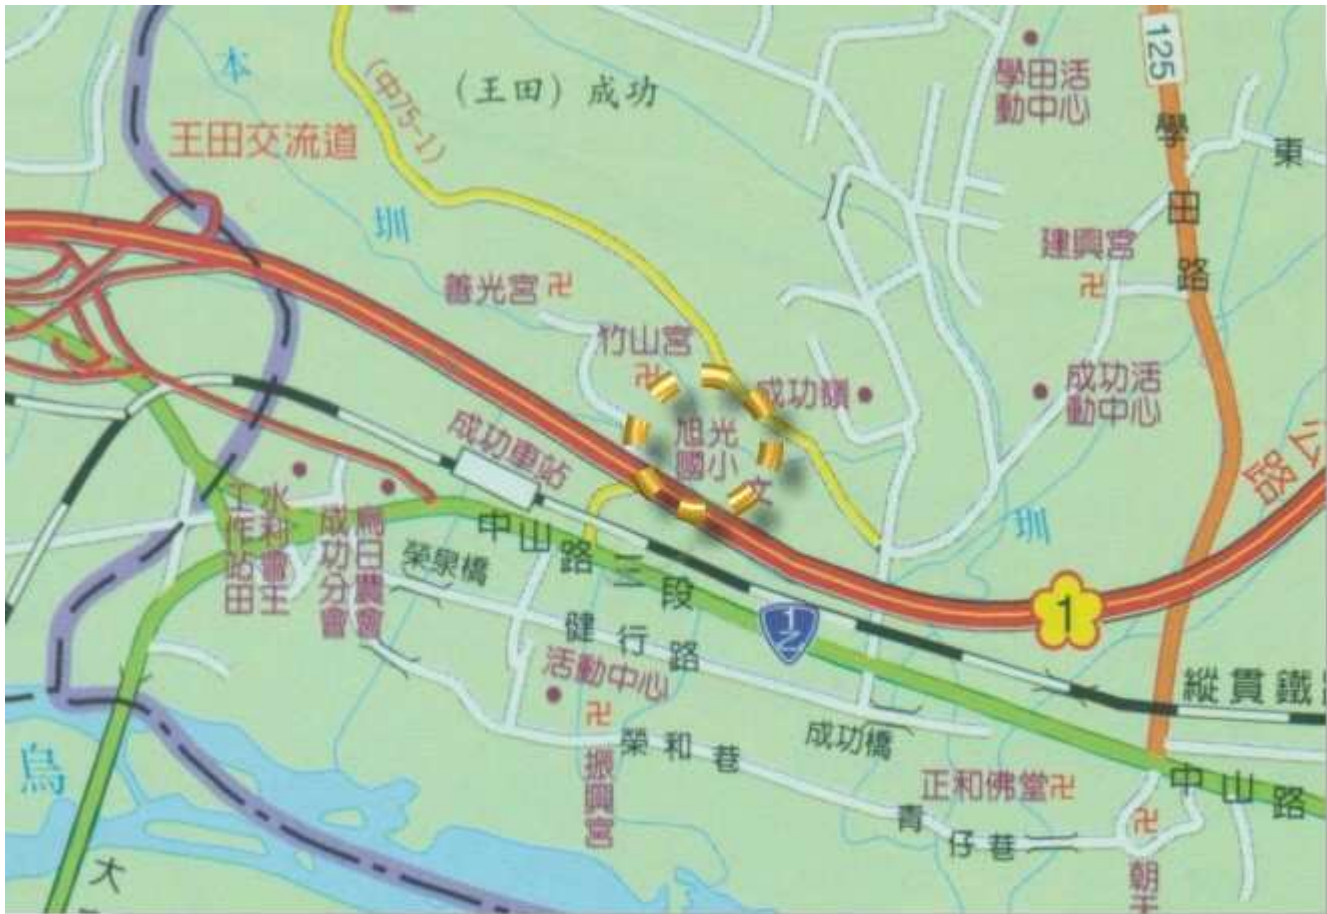 125
本
學田活
動中心
(王田)成功
(中75-1)
王田交流道
學田路
東
圳
建興宮
善光宮
竹山宮
成功嶺
成功活
動中心
旭光
國小
文
成功車站
圳
中山路三段
榮泉橋
水利會王
工作站田
烏日農會
成功分會
1
1乙
健行路
活動中心
縱貫鐵
振興宮
榮和巷
成功橋
正和佛堂
中山路
青仔巷
烏
大
朝